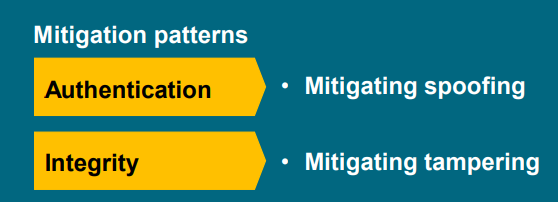 Mitigation patterns
Authentication • Mitigating spoofing
Integrity • Mitigating tampering